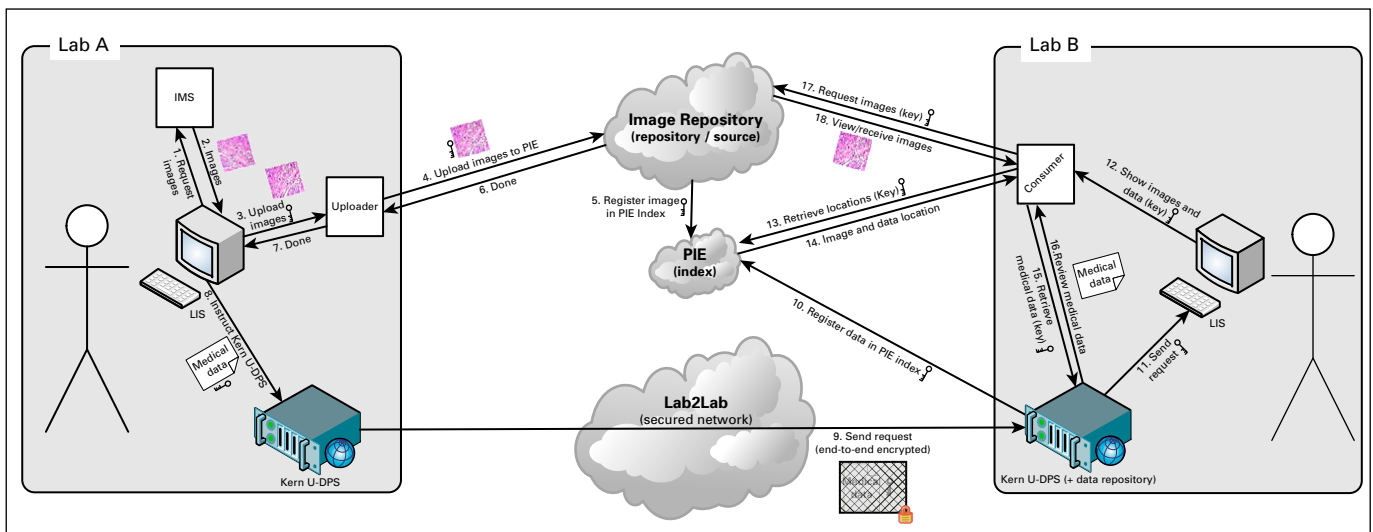 Lab A
IMS
1. Request
images
2. Images
3. Upload
images
7. Done
Uploader
LIS
8. Instruct Kern U-DPS
Medical
data
Kern U-DPS
4. Upload images to PIE
6. Done
Image Repository
(repository / source)
5. Register image
in PIE Index
PIE
(index)
Lab2Lab
(secured network)
9. Send request
(end-to-end encrypted)
Medical
data
10. Register data in PIE index
13. Retrieve locations (Key)
14. Image and data location
17. Request images (key)
18. View/receive images
Lab B
Consumer
12. Show images and
data (key)
16.Review medical data
15. Retrieve
medical data (key)
Medical
data
LIS
11. Send
request
Kern U-DPS (+ data repository)